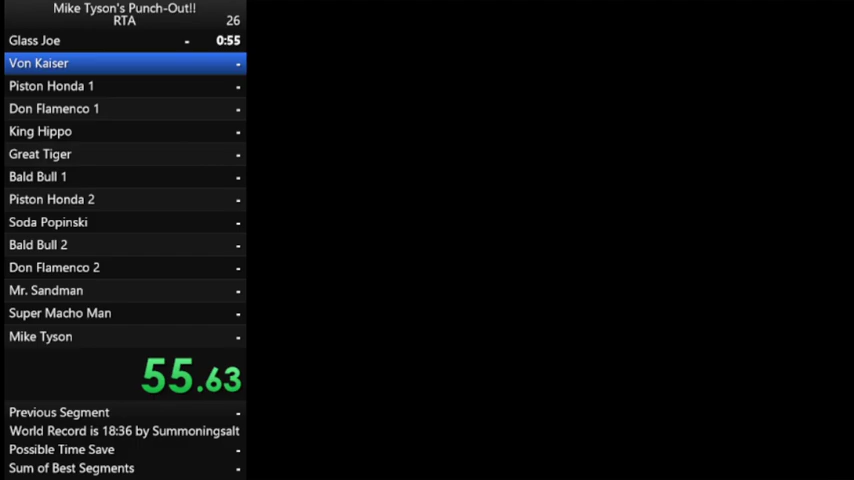 Mike Tyson's Punch-Out!!
RTA 26
Glass Joe - 0:55
Von Kaiser -
Piston Honda 1 -
Don Flamenco 1 -
King Hippo -
Great Tiger -
Bald Bull 1 -
Piston Honda 2 -
Soda Popinski -
Bald Bull 2 -
Don Flamenco 2 -
Mr. Sandman -
Super Macho Man -
Mike Tyson -
55.63
Previous Segment -
World Record is 18:36 by Summoningsalt
Possible Time Save -
Sum of Best Segments -